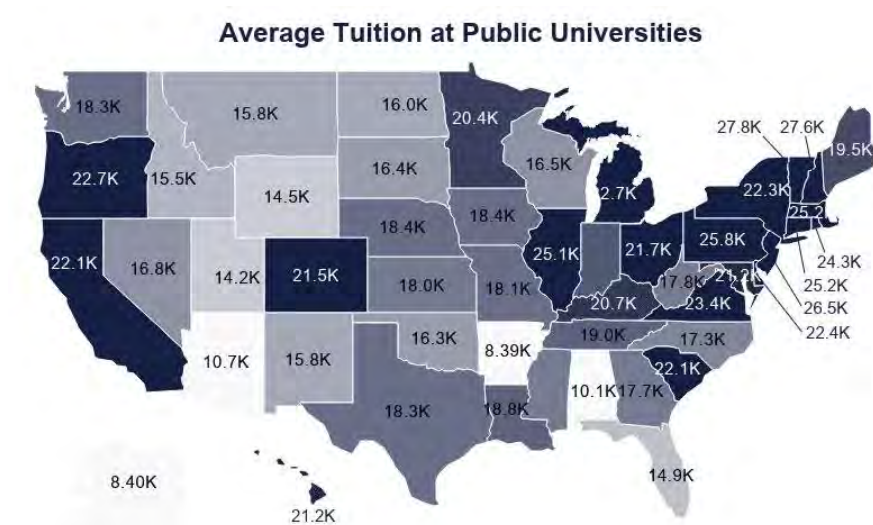 Average Tuition at Public Universities
18.3K
15.8K
16.0K
20.4K
27.8K
27.6K
19.5K
22.7K
15.5K
14.5K
16.4K
16.5K
2.7K
22.3K
25.2
22.1K
16.8K
14.2K
21.5K
18.4K
18.4K
25.1K
21.7K
25.8K
24.3K
25.2K
26.5K
22.4K
18.0K
18.1K
20.7K
17.8K
21.2K
23.4K
10.7K
15.8K
16.3K
8.39K
19.0K
17.3K
22.1K
18.3K
18.8K
10.1K
17.7K
14.9K
8.40K
21.2K